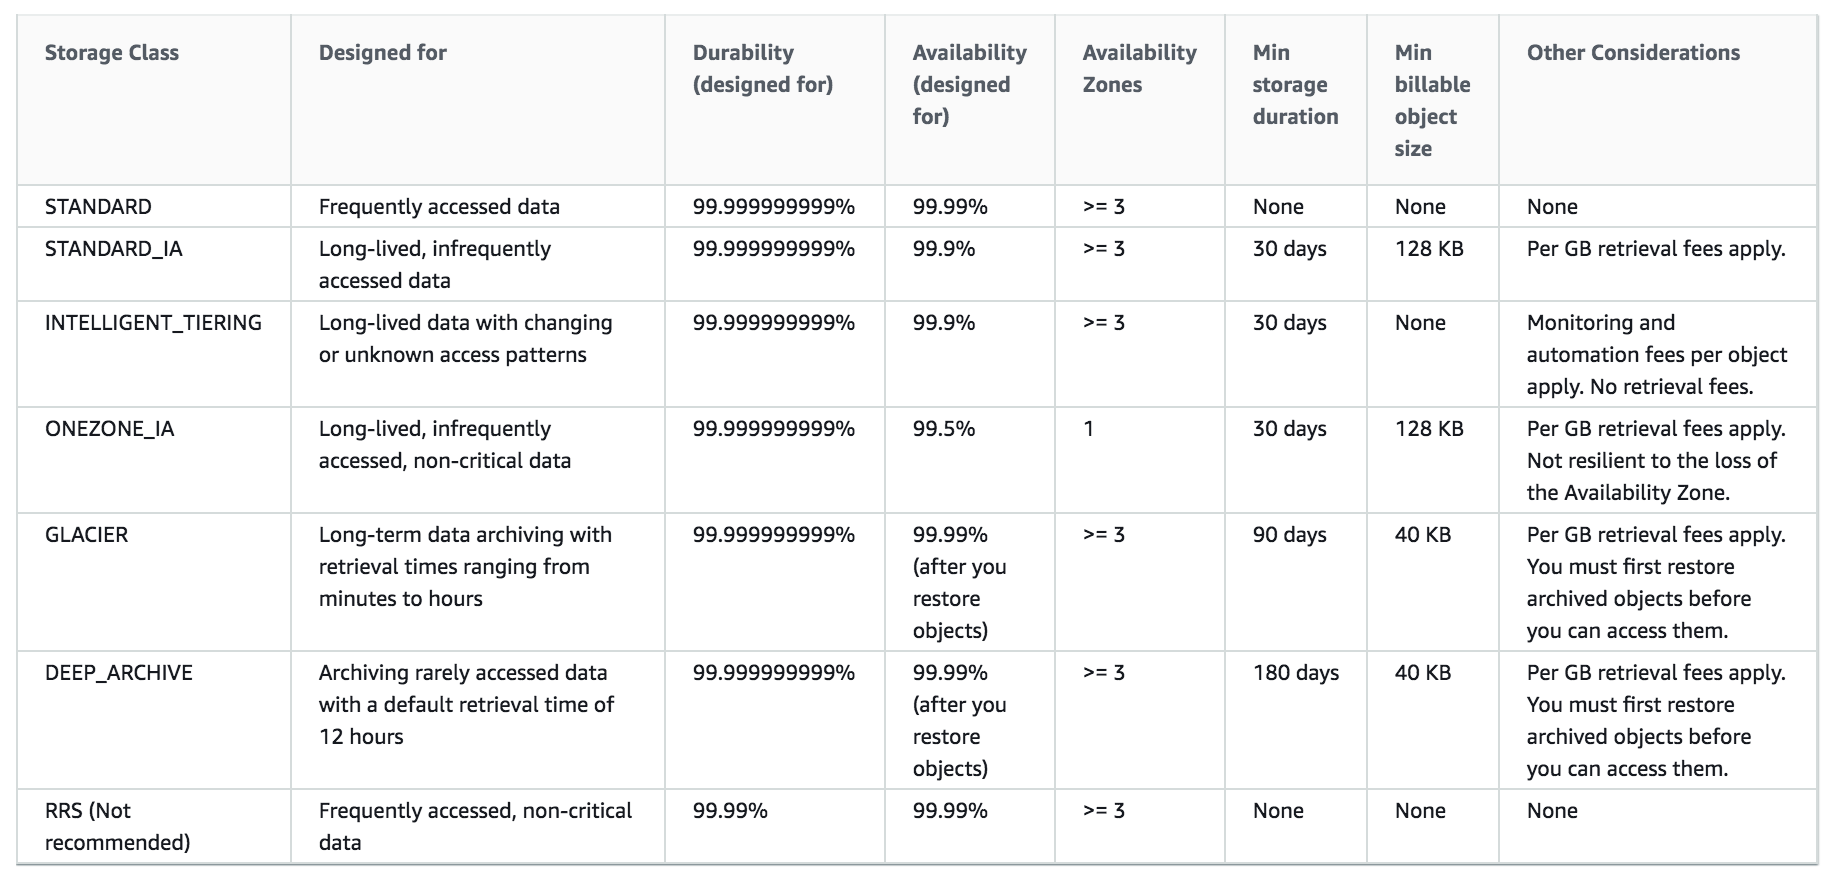 Storage Class
Designed for
Durability
(designed for)
Availability
(designed
for)
Availability
Zones
Min
storage
duration
Min
billable
object
size
Other Considerations
STANDARD
Frequently accessed data
99.999999999%
99.99%
>= 3
None
None
None
STANDARD_IA
Long-lived, infrequently
accessed data
99.999999999%
99.9%
>= 3
30 days
128 KB
Per GB retrieval fees apply.
INTELLIGENT_TIERING
Long-lived data with changing
or unknown access patterns
99.999999999%
99.9%
>= 3
30 days
None
Monitoring and
automation fees per object
apply. No retrieval fees.
ONEZONE_IA
Long-lived, infrequently
accessed, non-critical data
99.999999999%
99.5%
1
30 days
128 KB
Per GB retrieval fees apply.
Not resilient to the loss of
the Availability Zone.
GLACIER
Long-term data archiving with
retrieval times ranging from
minutes to hours
99.999999999%
99.99%
(after you
restore
objects)
>= 3
90 days
40 KB
Per GB retrieval fees apply.
You must first restore
archived objects before
you can access them.
DEEP_ARCHIVE
Archiving rarely accessed data
with a default retrieval time of
12 hours
99.999999999%
99.99%
(after you
restore
objects)
>= 3
180 days
40 KB
Per GB retrieval fees apply.
You must first restore
archived objects before
you can access them.
RRS (Not
recommended)
Frequently accessed, non-critical
data
99.99%
99.99%
>= 3
None
None
None